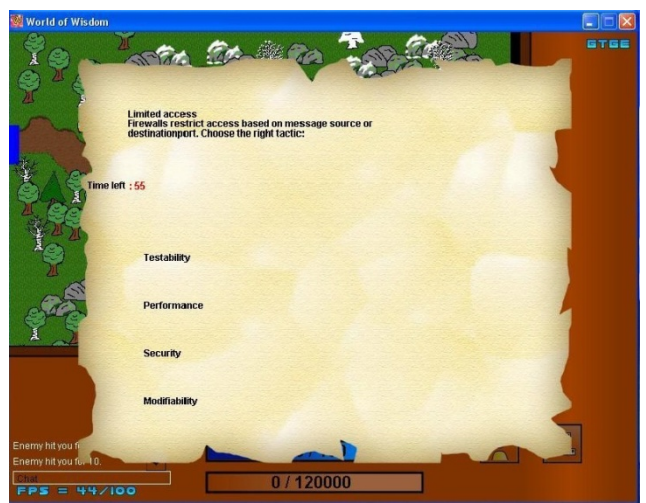 World of Wisdom
GTGE
Limited access
Firewalls restrict access based on message source or
destinationport. Choose the right tactic:
Time left : 55
Testability
Performance
Security
Modifiability
Enemy hit you f
Enemy hit you for 10.
Chat
FPS = 44/100
0 / 120000